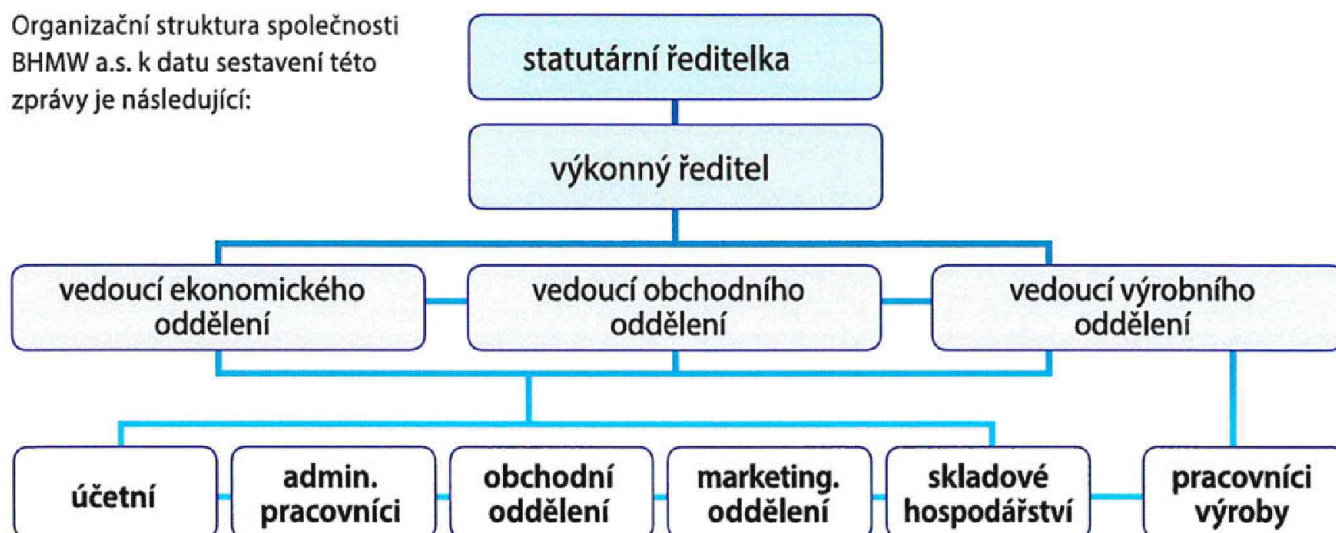 Organizační struktura společnosti
BHMW a.s. k datu sestavení této
zprávy je následující:
statutární ředitelka
výkonný ředitel
vedoucí ekonomického
oddělení
vedoucí obchodního
oddělení
vedoucí výrobního
oddělení
účetní
admin.
pracovníci
obchodní
oddělení
marketing.
oddělení
skladové
hospodářství
pracovníci
výroby